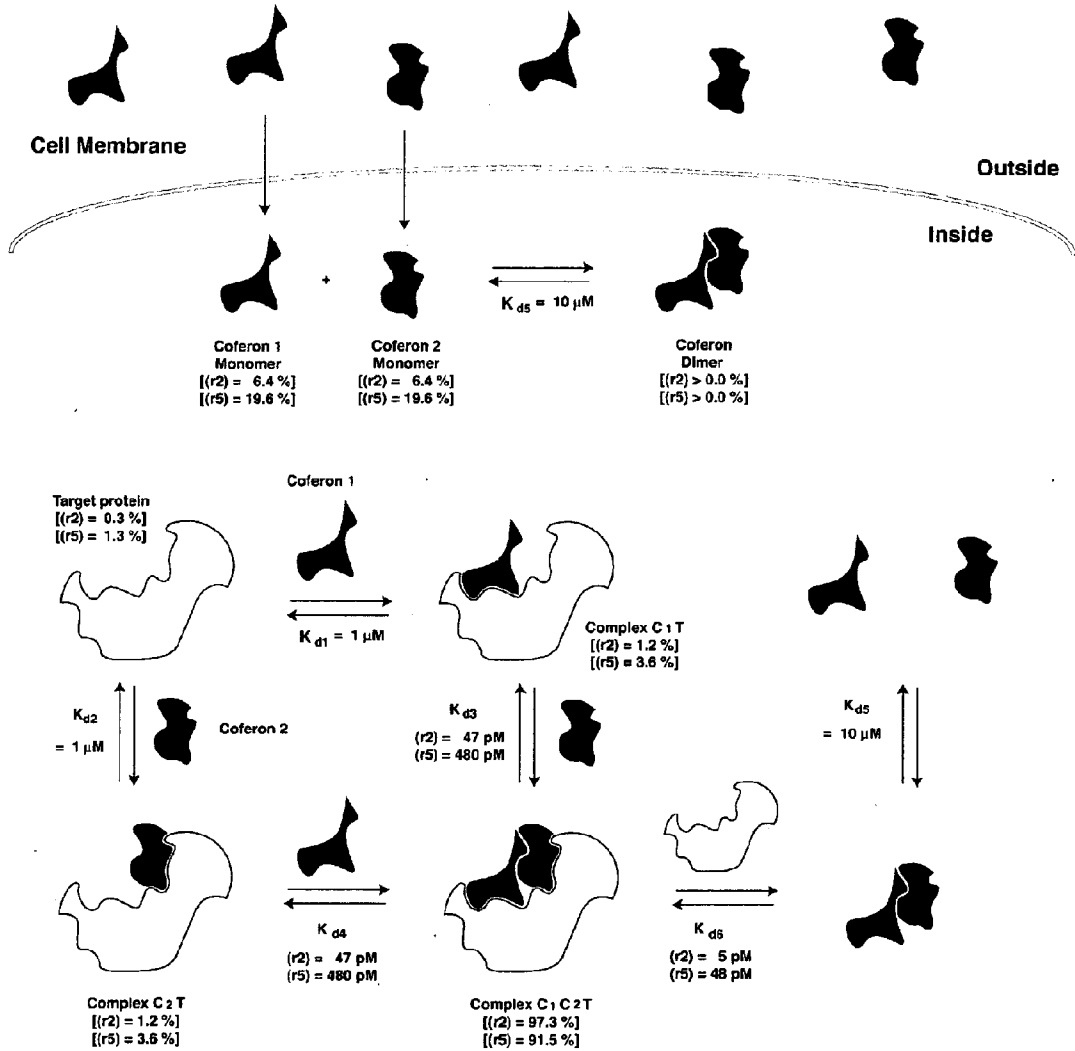 Cell Membrane
Outside
Inside
+
K d5 = 10 µM
Coferon 1
Monomer
[(r2) = 6.4 %]
[(r5) = 19.6 %]
Coferon 2
Monomer
[(r2) = 6.4 %]
[(r5) = 19.6 %]
Coferon
Dimer
[(r2) > 0.0 %]
[(r5) > 0.0 %]
Coferon 1
Target protein
[(r2) = 0.3 %]
[(r5) = 1.3 %]
K d1 = 1 µM
Complex C 1 T
[(r2) = 1.2 %]
[(r5) = 3.6 %]
K d2
= 1 µM
Coferon 2
K d3
(r2) = 47 pM
(r5) = 480 pM
K d5
= 10 µM
K d4
(r2) = 47 pM
(r5) = 480 pM
K d6
(r2) = 5 pM
(r5) = 48 pM
Complex C 2 T
[(r2) = 1.2 %]
[(r5) = 3.6 %]
Complex C 1 C 2 T
[(r2) = 97.3 %]
[(r5) = 91.5 %]